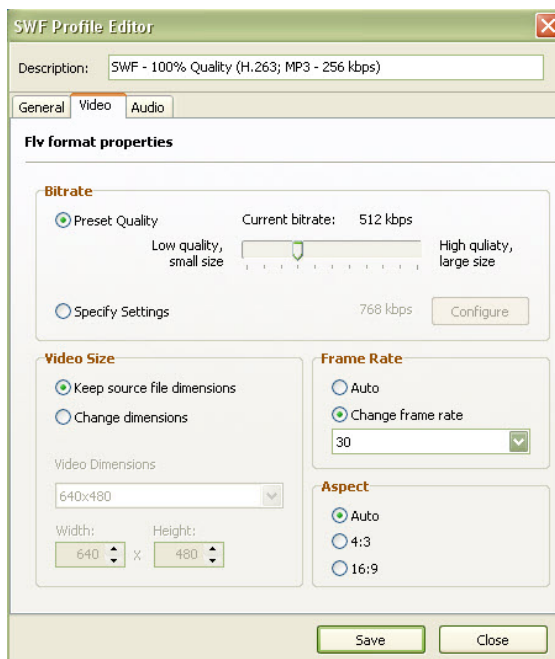 SWF Profile Editor
Description: SWF - 100% Quality (H.263; MP3 - 256 kbps)
General Video Audio
Flv format properties
Bitrate
Preset Quality Current bitrate: 512 kbps
Low quality, small size
High quliaty, large size
Specify Settings 768 kbps Configure
Video Size
Keep source file dimensions
Change dimensions
Video Dimensions
640x480
Width: Height:
640 X 480
Frame Rate
Auto
Change frame rate
30
Aspect
Auto
4:3
16:9
Save Close